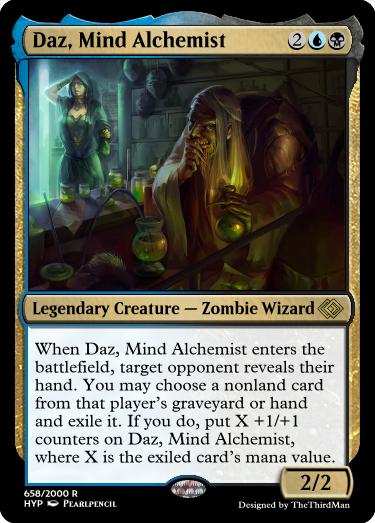 Daz, Mind Alchemist 2
Legendary Creature — Zombie Wizard
When Daz, Mind Alchemist enters the
battlefield, target opponent reveals their
hand. You may choose a nonland card
from that player's graveyard or hand
and exile it. If you do, put X +1/+1
counters on Daz, Mind Alchemist,
where X is the exiled card's mana value.
2/2
658/2000 R
HYP PEARLPENCIL
Designed by TheThirdMan